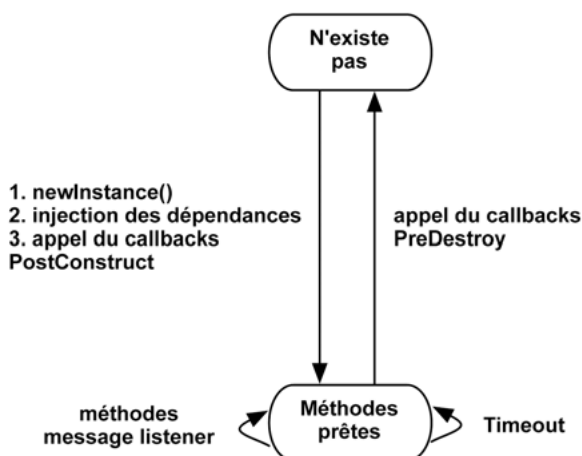 N'existe
pas
1. newInstance()
2. injection des dépendances
3. appel du callbacks
PostConstruct
appel du callbacks
PreDestroy
méthodes
message listener
Méthodes
prêtes
Timeout